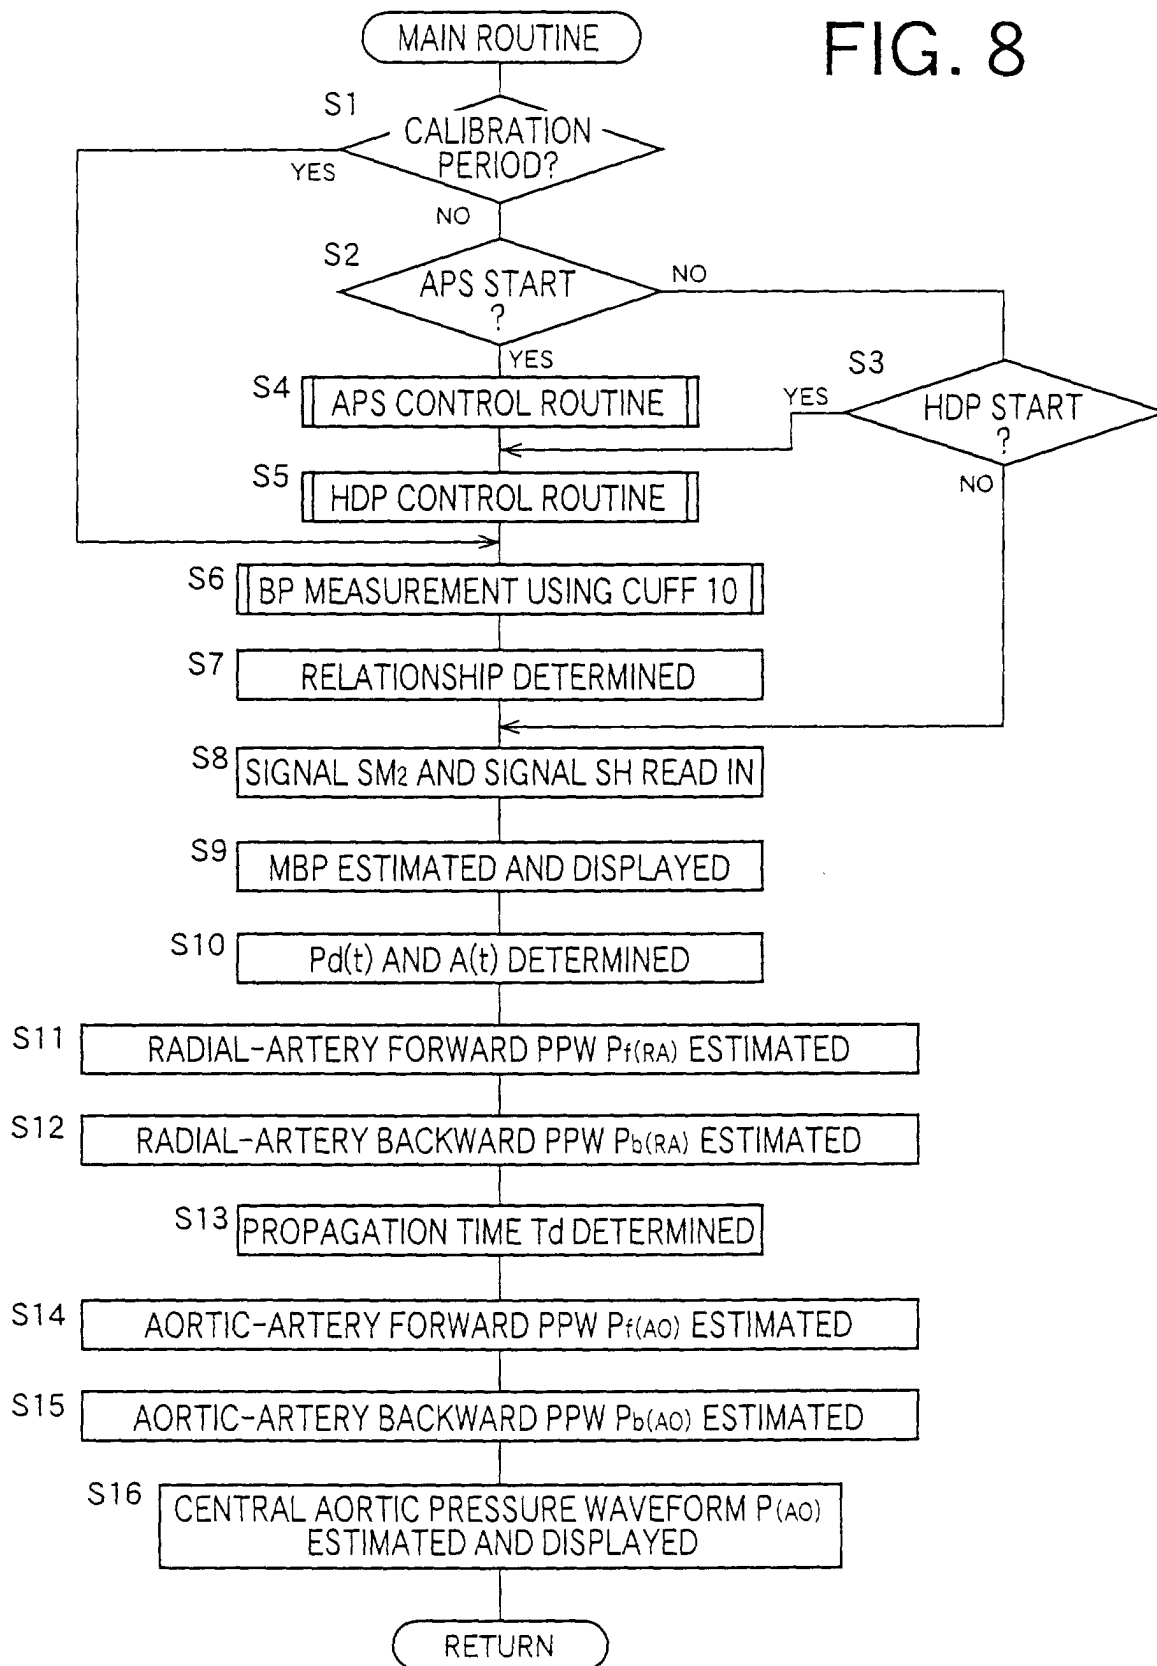 FIG. 8
MAIN ROUTINE
S1
CALIBRATION
PERIOD?
YES
NO
S2
APS START
?
NO
YES
S3
HDP START
?
YES
NO
S4
APS CONTROL ROUTINE
S5
HDP CONTROL ROUTINE
S6
BP MEASUREMENT USING CUFF 10
S7
RELATIONSHIP DETERMINED
S8
SIGNAL SM2 AND SIGNAL SH READ IN
S9
MBP ESTIMATED AND DISPLAYED
S10
Pd(t) AND A(t) DETERMINED
S11
RADIAL-ARTERY FORWARD PPW Pf(RA) ESTIMATED
S12
RADIAL-ARTERY BACKWARD PPW Pb(RA) ESTIMATED
S13
PROPAGATION TIME Td DETERMINED
S14
AORTIC-ARTERY FORWARD PPW Pf(AO) ESTIMATED
S15
AORTIC-ARTERY BACKWARD PPW Pb(AO) ESTIMATED
S16
CENTRAL AORTIC PRESSURE WAVEFORM P(AO)
ESTIMATED AND DISPLAYED
RETURN